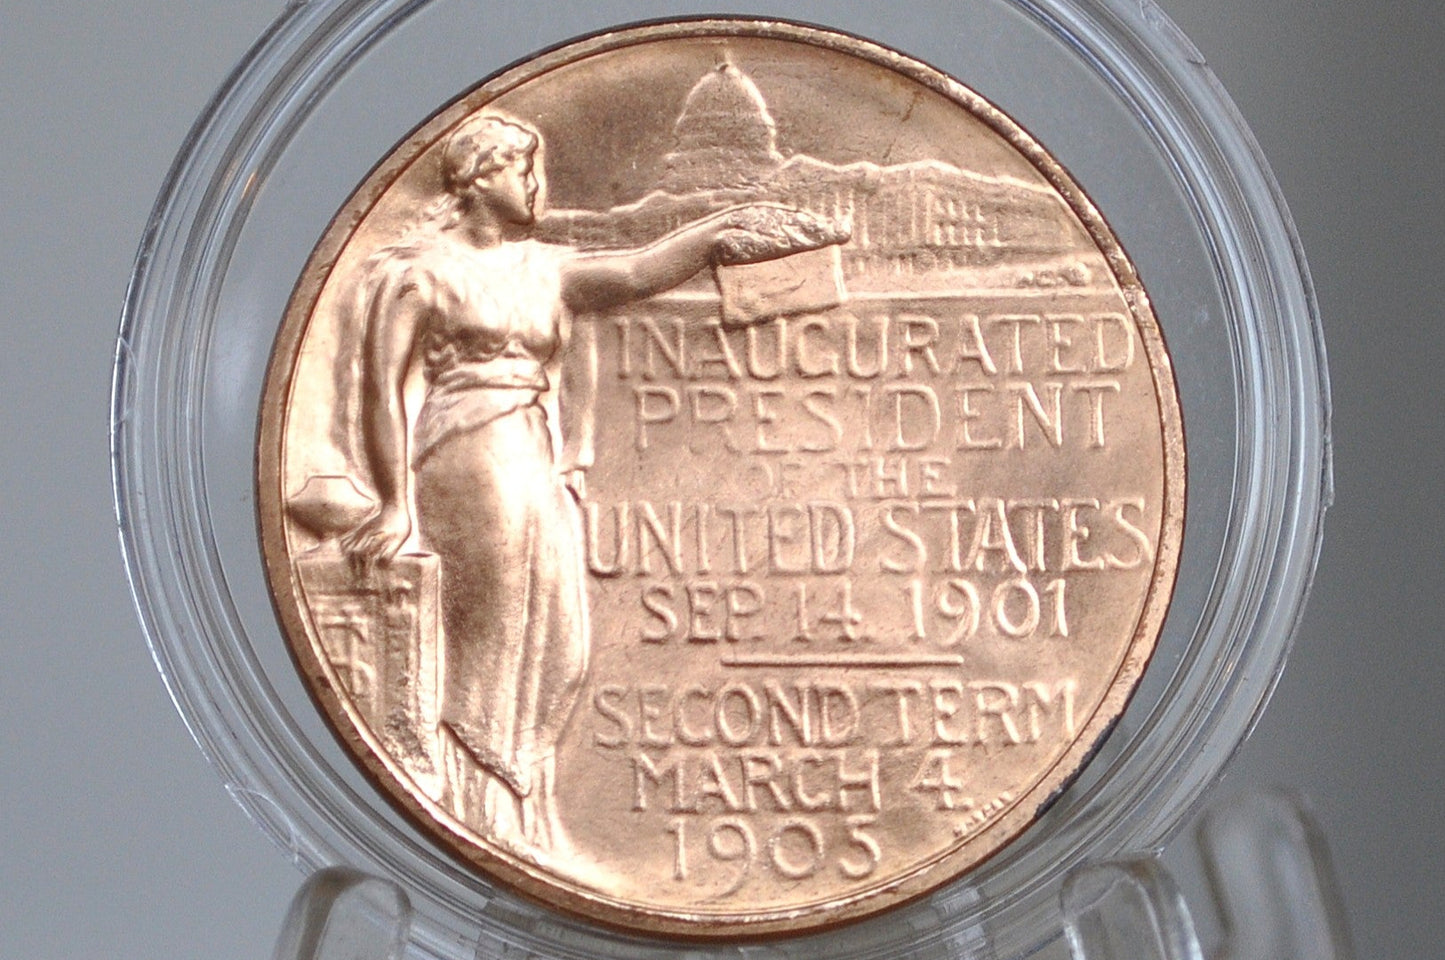 INAUGURATED
PRESIDENT
OF THE
UNITED STATES
SEP. 14. 1901
SECOND TERM
MARCH 4.
1905